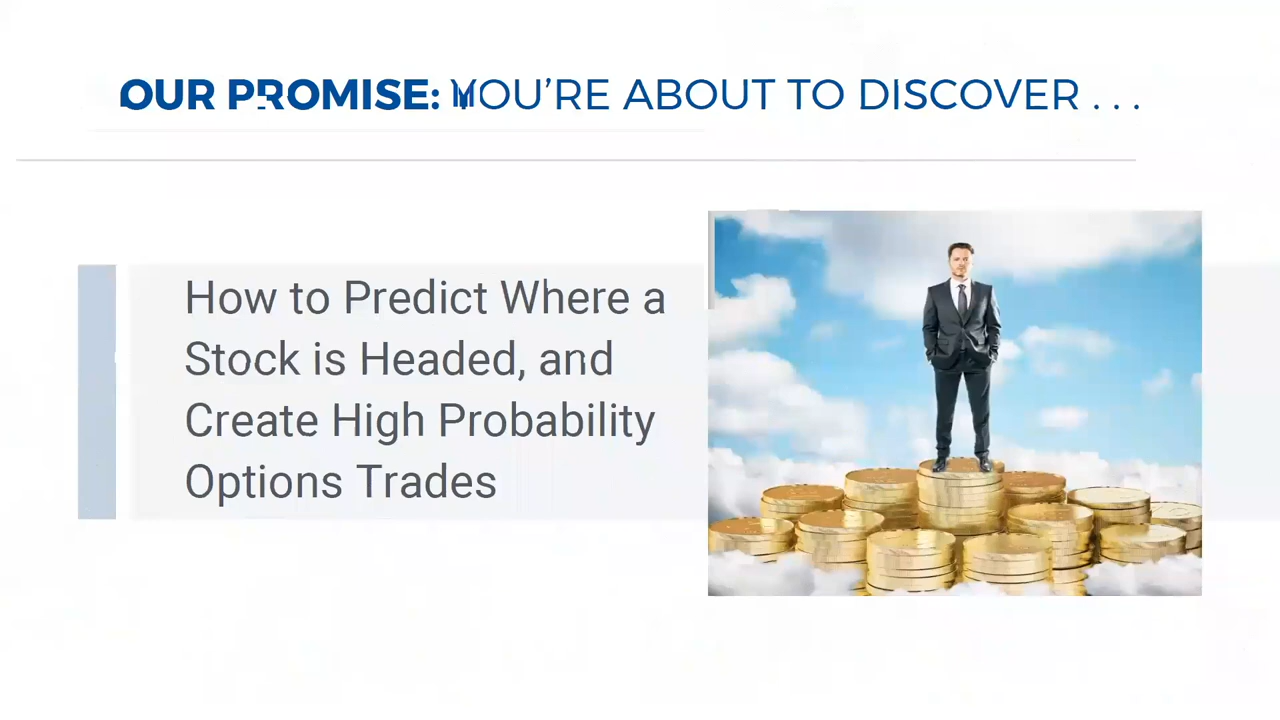 OUR PROMISE: YOU'RE ABOUT TO DISCOVER . . .
How to Predict Where a
Stock is Headed, and
Create High Probability
Options Trades